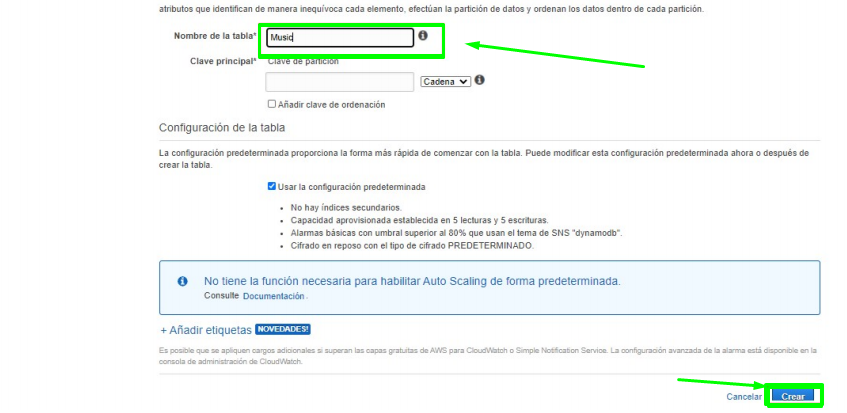 atributos que identifican de manera inequívoca cada elemento, efectúan la partición de datos y ordenan los datos dentro de cada partición.
Nombre de la tabla* Music
Clave principal* Clave de partición
Cadena
Añadir clave de ordenación
Configuración de la tabla
La configuración predeterminada proporciona la forma más rápida de comenzar con la tabla. Puede modificar esta configuración predeterminada ahora o después de
crear la tabla.
Usar la configuración predeterminada
• No hay índices secundarios.
• Capacidad aprovisionada establecida en 5 lecturas y 5 escrituras.
• Alarmas básicas con umbral superior al 80% que usan el tema de SNS "dynamodb".
• Cifrado en reposo con el tipo de cifrado PREDETERMINADO.
No tiene la función necesaria para habilitar Auto Scaling de forma predeterminada.
Consulte Documentación.
+ Añadir etiquetas NOVEDADES!
Es posible que se apliquen cargos adicionales si superan las capas gratuitas de AWS para CloudWatch o Simple Notification Service. La configuración avanzada de la alarma está disponible en la
consola de administración de CloudWatch.
Cancelar Crear